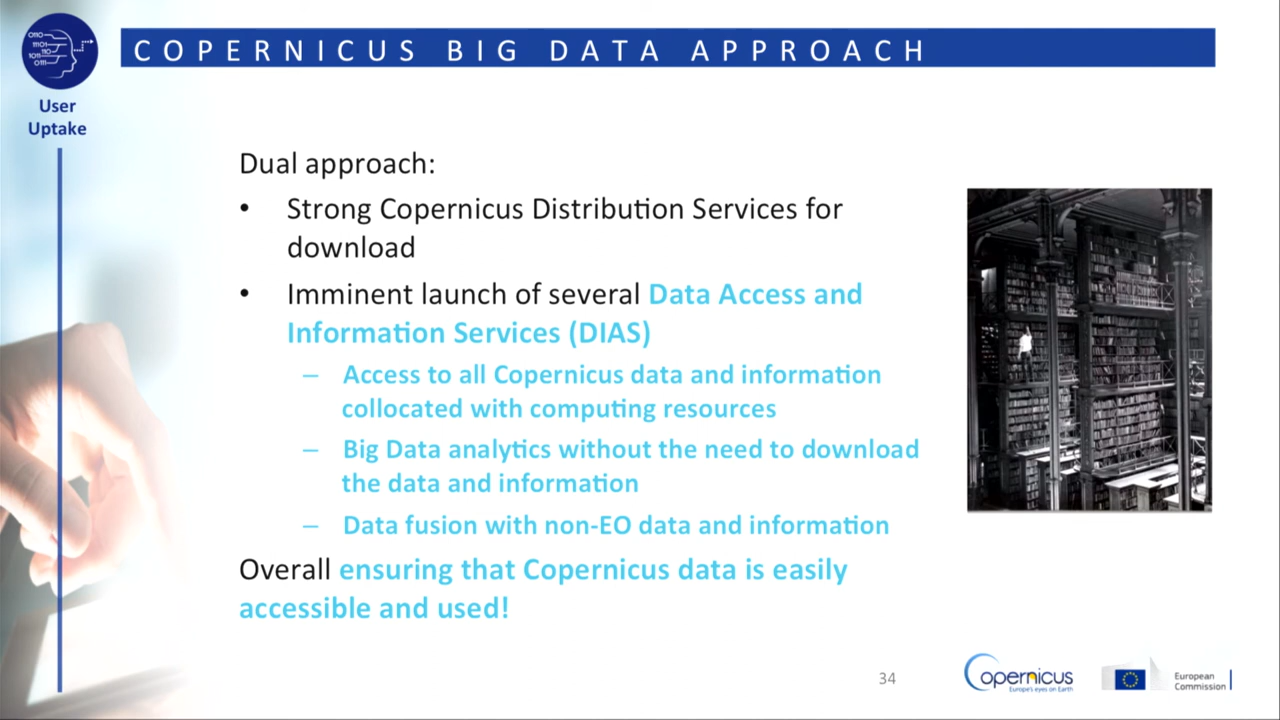 COPERNICUS BIG DATA APPROACH
User
Uptake
Dual approach:
• Strong Copernicus Distribution Services for
download
• Imminent launch of several Data Access and
Information Services (DIAS)
– Access to all Copernicus data and information
collocated with computing resources
– Big Data analytics without the need to download
the data and information
– Data fusion with non-EO data and information
Overall ensuring that Copernicus data is easily
accessible and used!
34
Copernicus
Europe's eyes on Earth
European
Commission